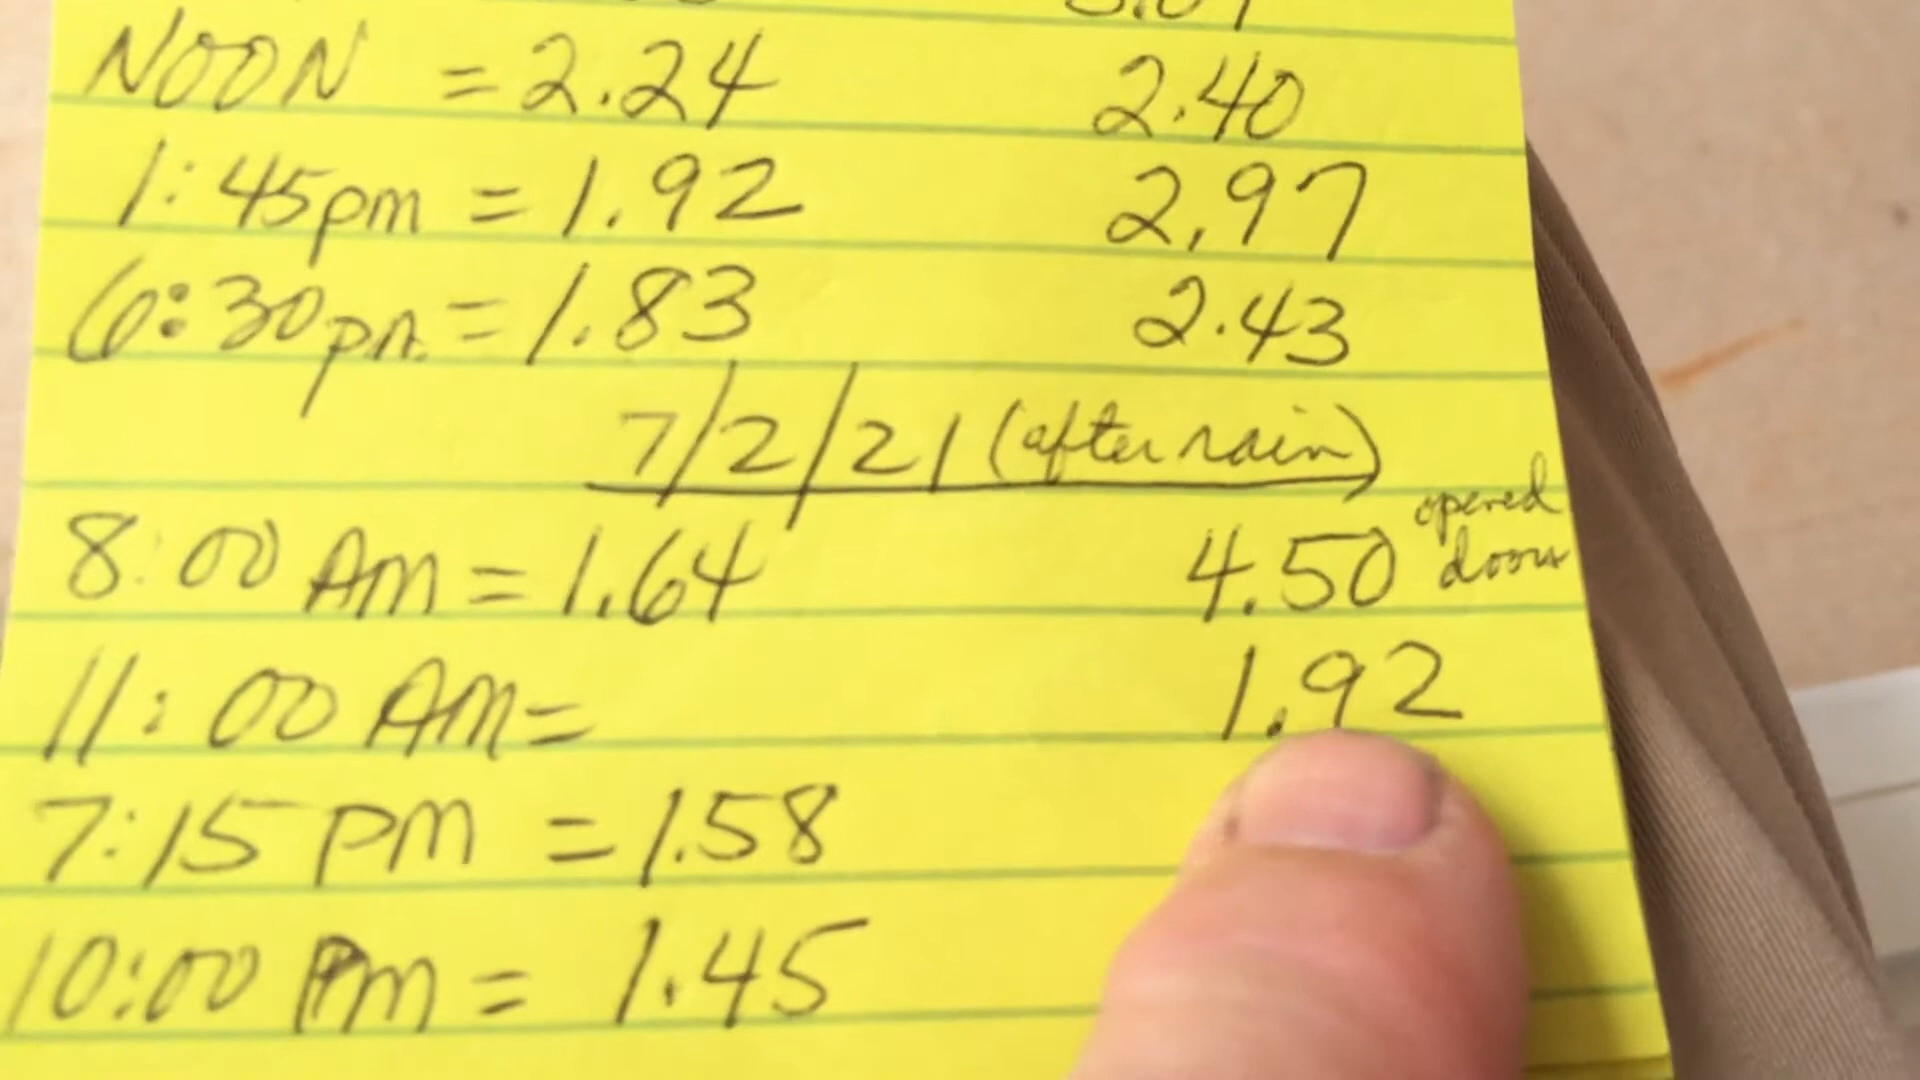 NOON = 2.24 2.40
1:45pm = 1.92 2,97
6:30pm = 1.83 2.43
7/2/21 (after rain)
8:00 AM = 1.64 4.50 opened doors
11:00 AM = 1.92
7:15 PM = 1.58
10:00 PM = 1.45